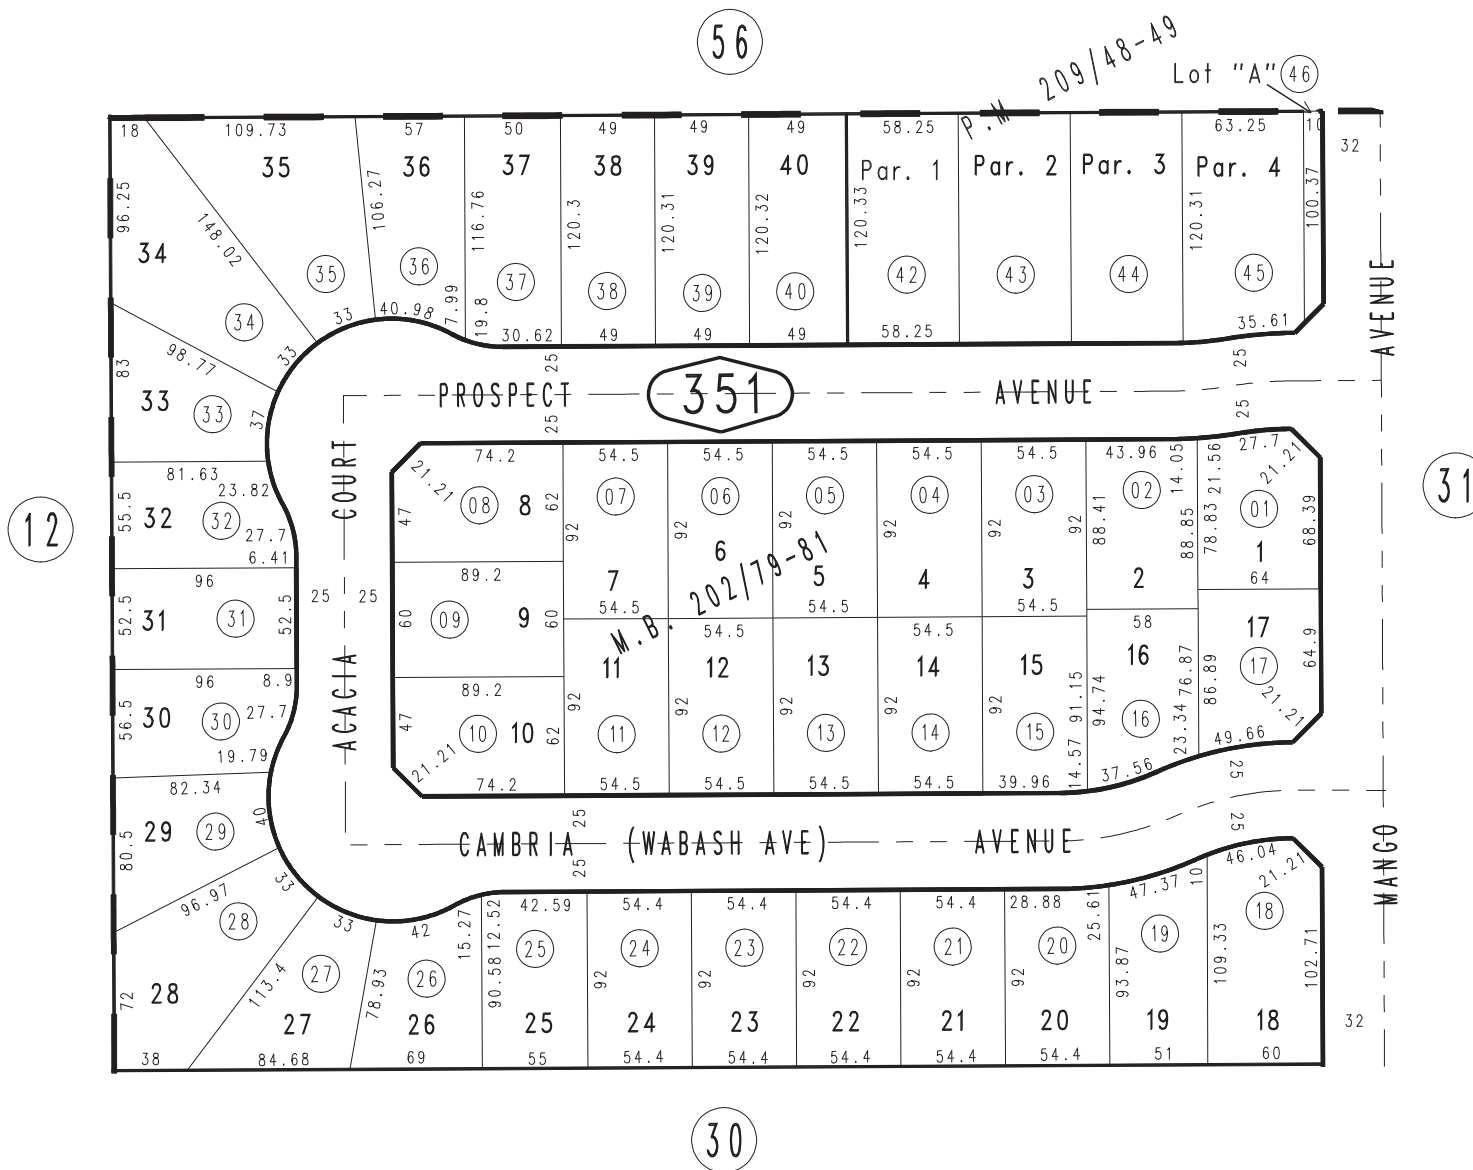 56
P.M 209/48-49
Lot "A" 46
18 109.73 57 50 49 49 49 58.25 63.25 10 32
35 36 37 38 39 40 Par. 1 Par. 2 Par. 3 Par. 4
96.25 148.02 106.27 116.76 120.3 120.31 120.32 120.33 120.31 100.37
34
35 36 37 38 39 40 42 43 44 45
34
33 40.98 7.99 19.8 30.62 49 49 49 58.25 35.61
33 98.77 83
25 25
33 33 37
PROSPECT 351 AVENUE
25 25
MANGO AVENUE
81.63 23.82 55.5
32 32
27.7 6.41
12
31
ACACIA COURT
25 25
74.2 54.5 54.5 54.5 54.5 54.5 43.96 14.05 21.56 27.7 21.21
21.21 08 8 07 06 05 04 03 02 01
47 62 92 92 92 92 92 92 88.41 88.85 78.83 68.39
6 1
7 5 4 3 2
M.B. 202/79-81
89.2 54.5 54.5 54.5 64
96
52.5 31 31 52.5
60 09 9 60
54.5 54.5 58 17
11 12 13 14 15 16 17
64.9
96 8.9
56.5 30 30 27.7
19.79
89.2
47 10 10 62
21.21 74.2
92 92 92 92 92 91.15 94.74 76.87 86.89
11 12 13 14 15 16
14.57 23.34 21.21
54.5 54.5 54.5 54.5 39.96 37.56 49.66
25 25
82.34
80.5 29 29 40
25 25
CAMBRIA (WABASH AVE) AVENUE
96.97 33
28
33 42 15.27 12.52 42.59 54.4 54.4 54.4 54.4 28.88 25.61 47.37 10 46.04 21.21
27 26 25 24 23 22 21 20 19 18
72 28 113.4 78.93 90.58 92 92 92 92 92 93.87 109.33 102.71
27 26 25 24 23 22 21 20 19 18 32
38 84.68 69 55 54.4 54.4 54.4 54.4 54.4 51 60
30